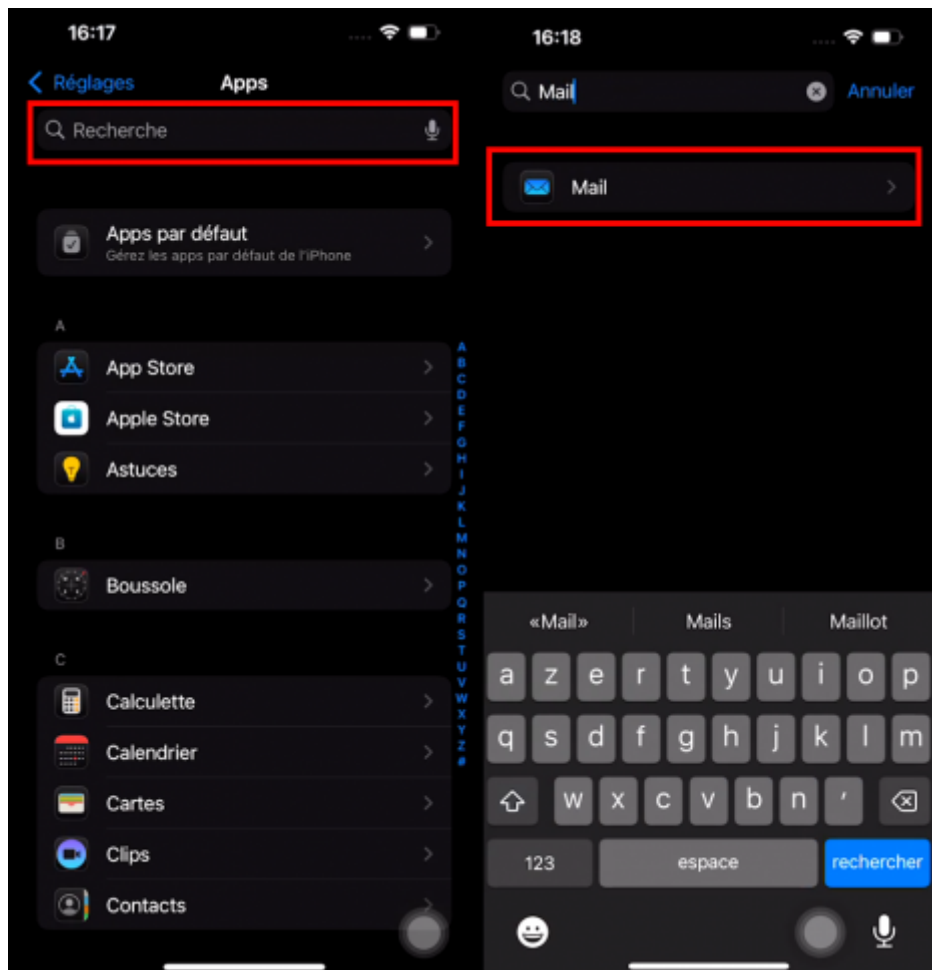 16:17
Réglages
Apps
Recherche
Apps par défaut
Gérez les apps par défaut de l'iPhone
A
App Store
Apple Store
Astuces
B
Boussole
C
Calculette
Calendrier
Cartes
Clips
Contacts
A
B
C
D
E
F
G
H
I
J
K
L
M
N
O
P
Q
R
S
T
U
V
W
X
Y
Z
#
16:18
Mail
Annuler
Mail
«Mail» Mails Maillot
a z e r t y u i o p
q s d f g h j k l m
w x c v b n ’
123 espace rechercher